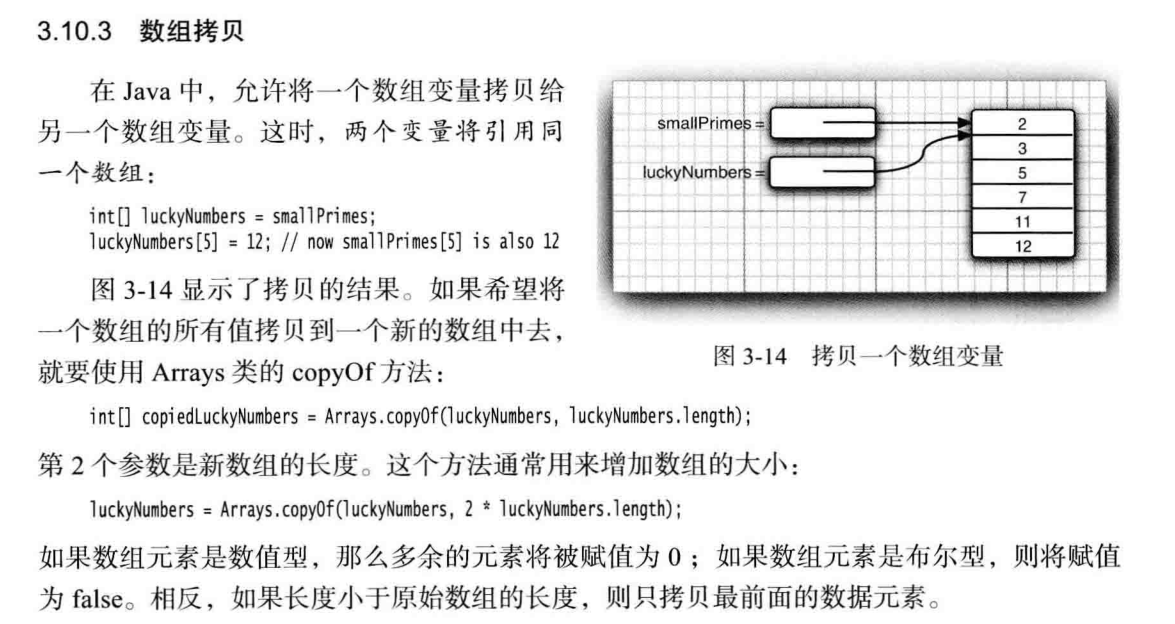 3.10.3 数组拷贝
在 Java 中，允许将一个数组变量拷贝给
另一个数组变量。这时，两个变量将引用同
一个数组：
int[] luckyNumbers = smallPrimes;
luckyNumbers[5] = 12; // now smallPrimes[5] is also 12
图 3-14 显示了拷贝的结果。如果希望将
一个数组的所有值拷贝到一个新的数组中去，
就要使用 Arrays 类的 copyOf 方法：
smallPrimes =
luckyNumbers =
2
3
5
7
11
12
图 3-14 拷贝一个数组变量
int[] copiedLuckyNumbers = Arrays.copyOf(luckyNumbers, luckyNumbers.length);
第 2 个参数是新数组的长度。这个方法通常用来增加数组的大小：
luckyNumbers = Arrays.copyOf(luckyNumbers, 2 * luckyNumbers.length);
如果数组元素是数值型，那么多余的元素将被赋值为 0 ；如果数组元素是布尔型，则将赋值
为 false。相反，如果长度小于原始数组的长度，则只拷贝最前面的数据元素。